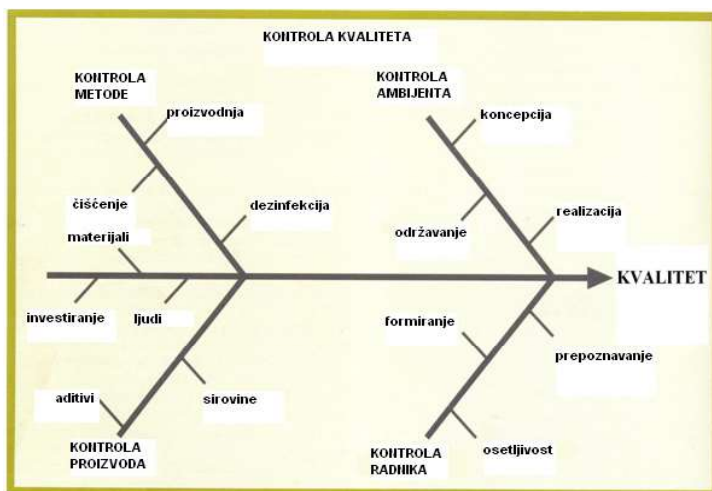 KONTROLA KVALITETA
KONTROLA
METODE
KONTROLA
AMBIJENTA
proizvodnja
koncepcija
čišćenje
dezinfekcija
održavanje
realizacija
materijali
KVALITET
investiranje
ljudi
formiranje
prepoznavanje
aditivi
sirovine
KONTROLA
PROIZVODA
KONTROLA
RADNIKA
osetljivost